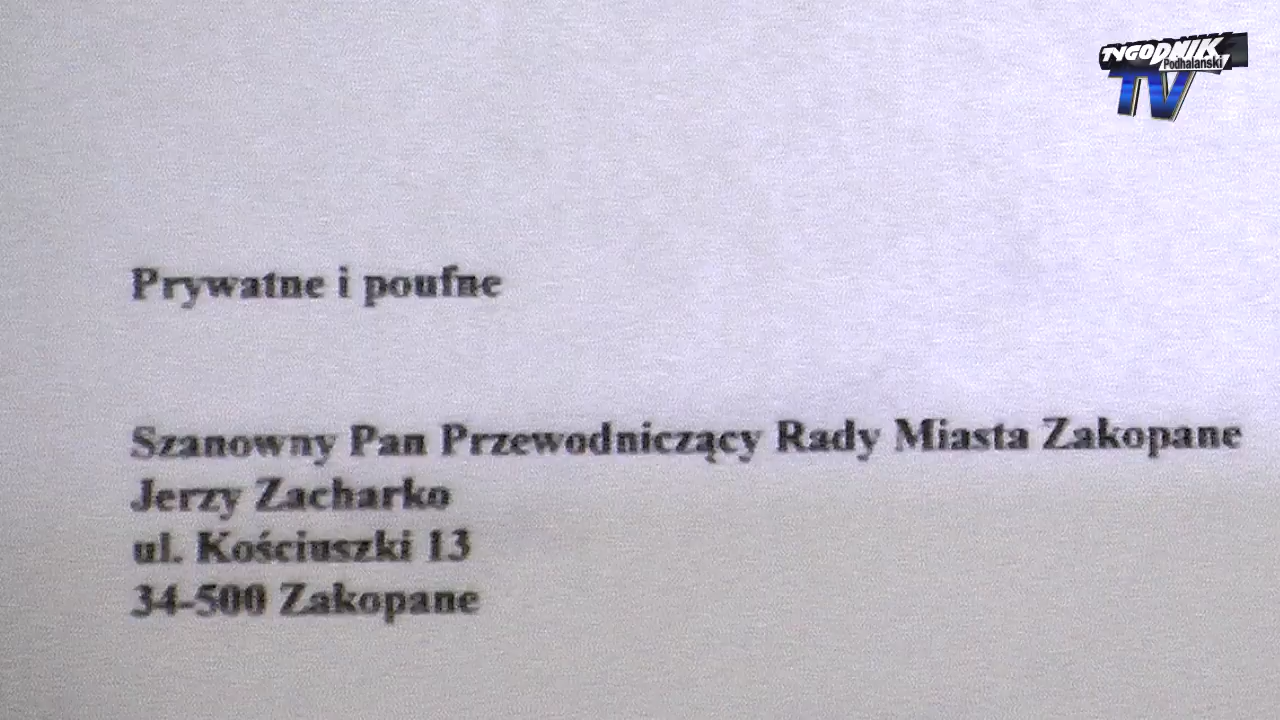 TYGODNIK
Podhalański
TV
Prywatne i poufne
Szanowny Pan Przewodniczący Rady Miasta Zakopane
Jerzy Zacharko
ul. Kościuszki 13
34-500 Zakopane